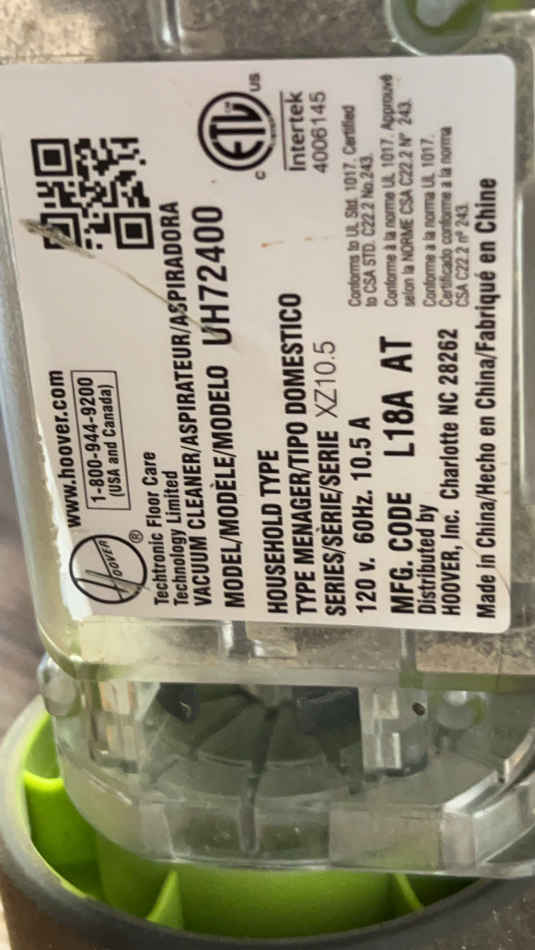 HOOVER®
www.hoover.com
1-800-944-9200
(USA and Canada)
Techtronic Floor Care
Technology Limited
VACUUM CLEANER/ASPIRATEUR/ASPIRADORA
MODEL/MODÈLE/MODELO UH72400
HOUSEHOLD TYPE
TYPE MENAGER/TIPO DOMESTICO
SERIES/SÈRIE/SERIE XZ10.5
120 v. 60Hz. 10.5 A
MFG. CODE L18A AT
Distributed by
HOOVER, Inc. Charlotte NC 28262
Made in China/Hecho en China/Fabriqué en Chine
ETL
C US
Intertek
4006145
Conforms to UL Std. 1017. Certified
to CSA STD. C22.2 No.243.
Conforme à la norme UL 1017. Approuvé
selon la NORME CSA C22.2 N° 243.
Conforme a la norma UL 1017.
Certificado conforme a la norma
CSA C22.2 nº 243.